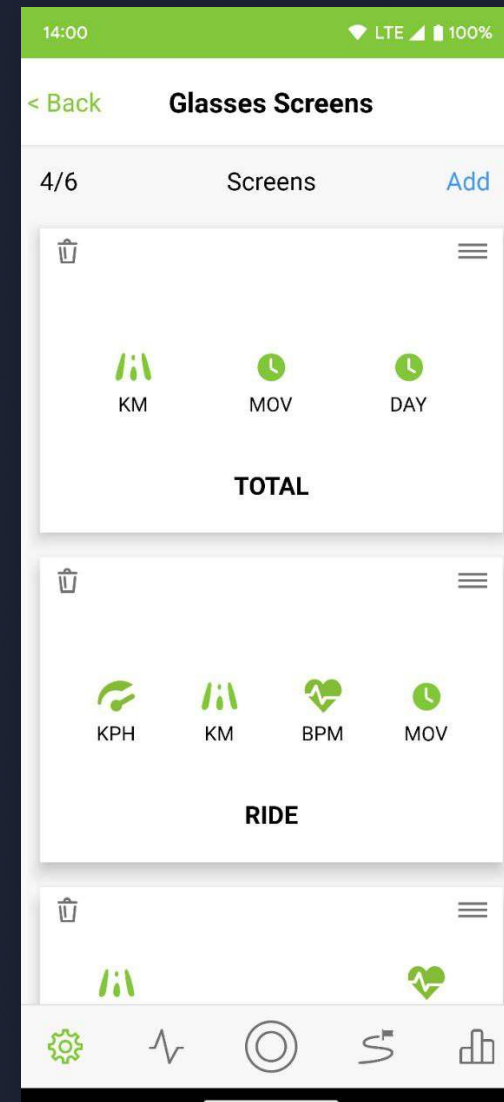 14:00 LTE 100%
< Back Glasses Screens
4/6 Screens Add
KM MOV DAY
TOTAL
KPH KM BPM MOV
RIDE